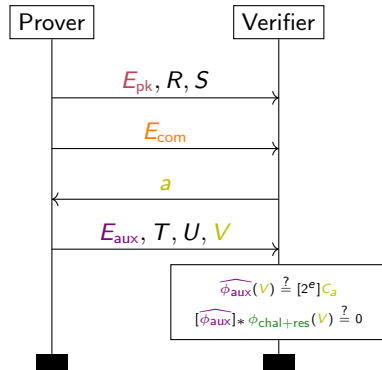 Prover Verifier
E_pk, R, S
E_com
a
E_aux, T, U, V
\widehat{ϕ_aux}(V) ≟ [2^e]C_a
[\widehat{ϕ_aux}]_* ϕ_chal+res(V) ≟ 0